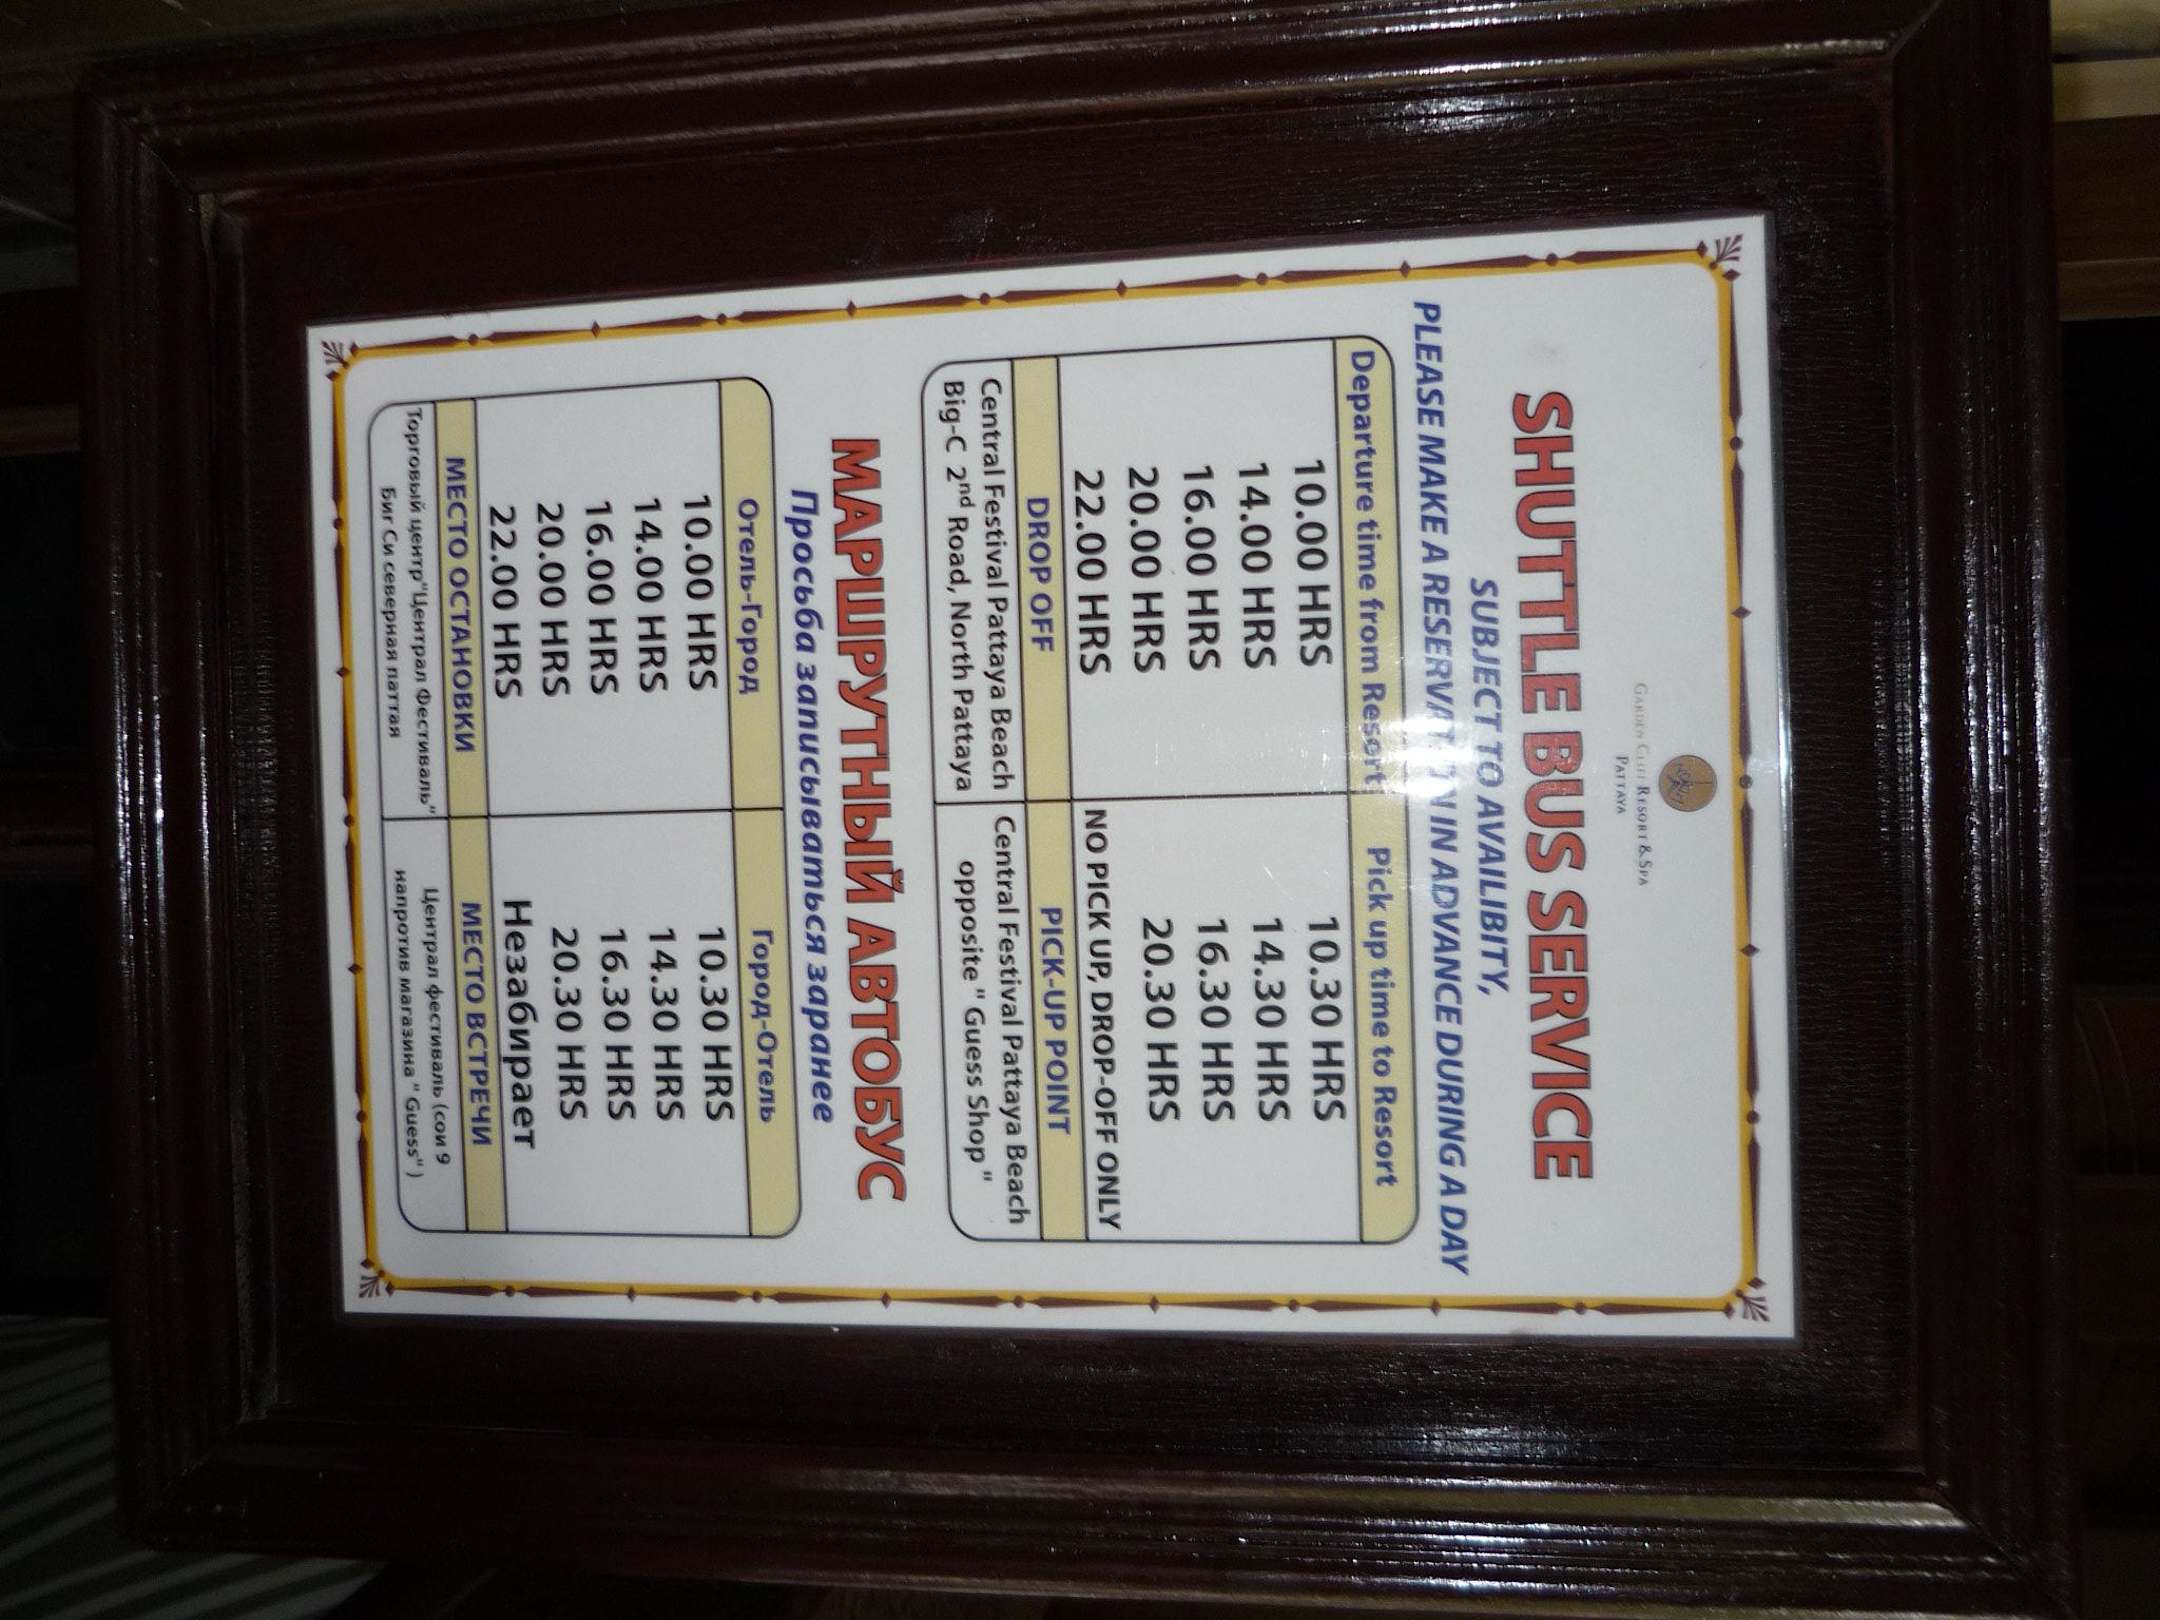 GARDEN CLIFF RESORT & SPA
PATTAYA
SHUTTLE BUS SERVICE
SUBJECT TO AVAILIBITY,
PLEASE MAKE A RESERVATION IN ADVANCE DURING A DAY
Departure time from Resort Pick up time to Resort
10.00 HRS 10.30 HRS
14.00 HRS 14.30 HRS
16.00 HRS 16.30 HRS
20.00 HRS 20.30 HRS
22.00 HRS NO PICK UP, DROP-OFF ONLY
DROP OFF PICK-UP POINT
Central Festival Pattaya Beach Central Festival Pattaya Beach
Big-C 2nd Road, North Pattaya opposite " Guess Shop "
МАРШРУТНЫЙ АВТОБУС
Просьба записываться заранее
Отель-Город Город-Отель
10.00 HRS 10.30 HRS
14.00 HRS 14.30 HRS
16.00 HRS 16.30 HRS
20.00 HRS 20.30 HRS
22.00 HRS Незабирает
МЕСТО ОСТАНОВКИ МЕСТО ВСТРЕЧИ
Торговый центр"Централ Фестиваль" Централ фестиваль (сои 9
Биг Си северная паттая напротив магазина " Guess" )